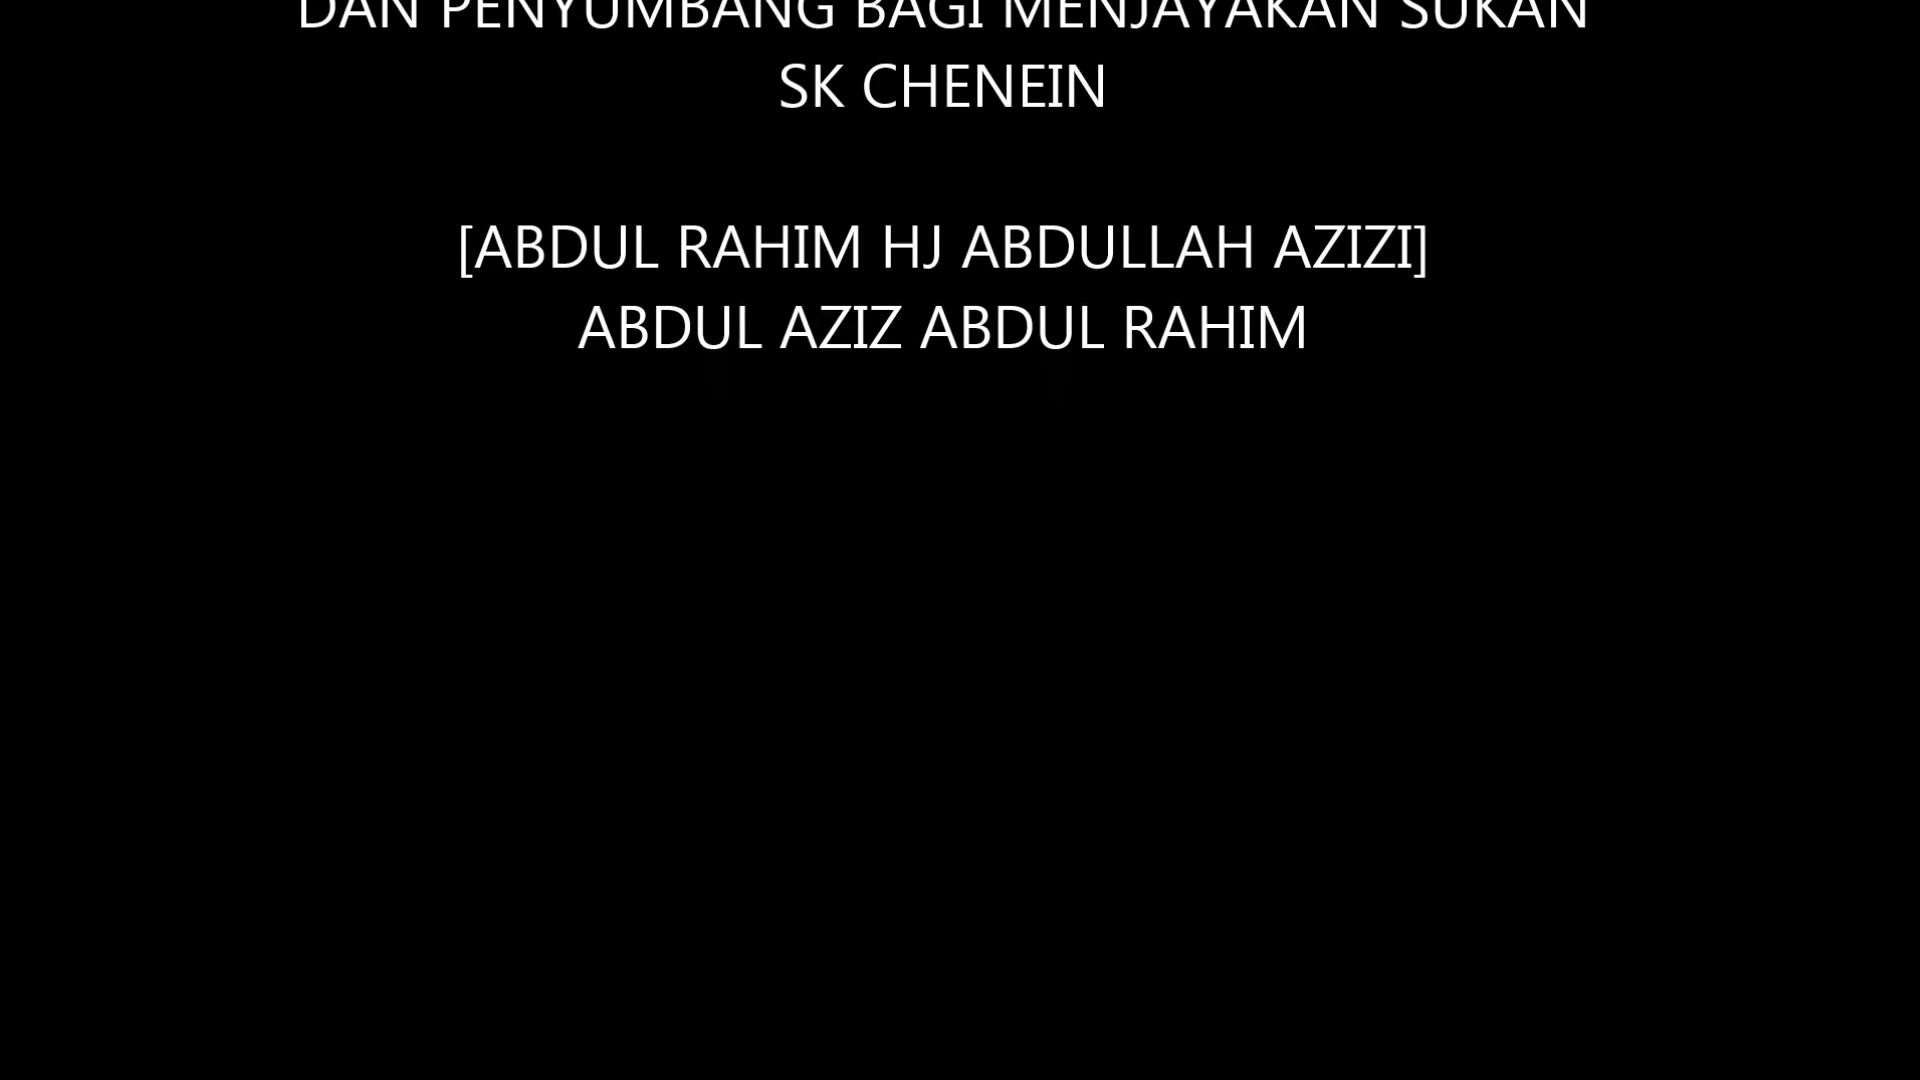 DAN PENYUMBANG BAGI MENJAYAKAN SUKAN
SK CHENEIN
[ABDUL RAHIM HJ ABDULLAH AZIZI]
ABDUL AZIZ ABDUL RAHIM